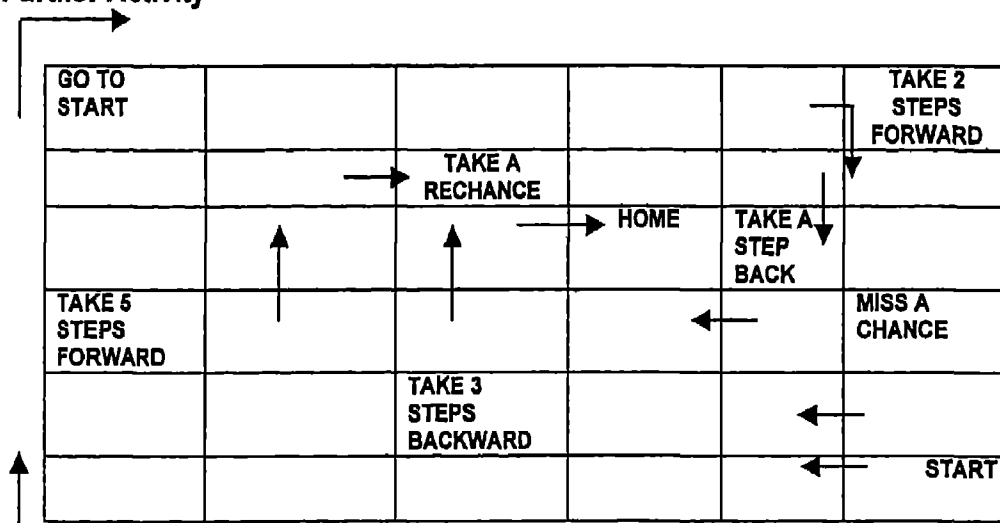 GO TO
START
TAKE 2
STEPS
FORWARD
TAKE A
RECHANCE
HOME
TAKE A
STEP
BACK
TAKE 5
STEPS
FORWARD
MISS A
CHANCE
TAKE 3
STEPS
BACKWARD
START